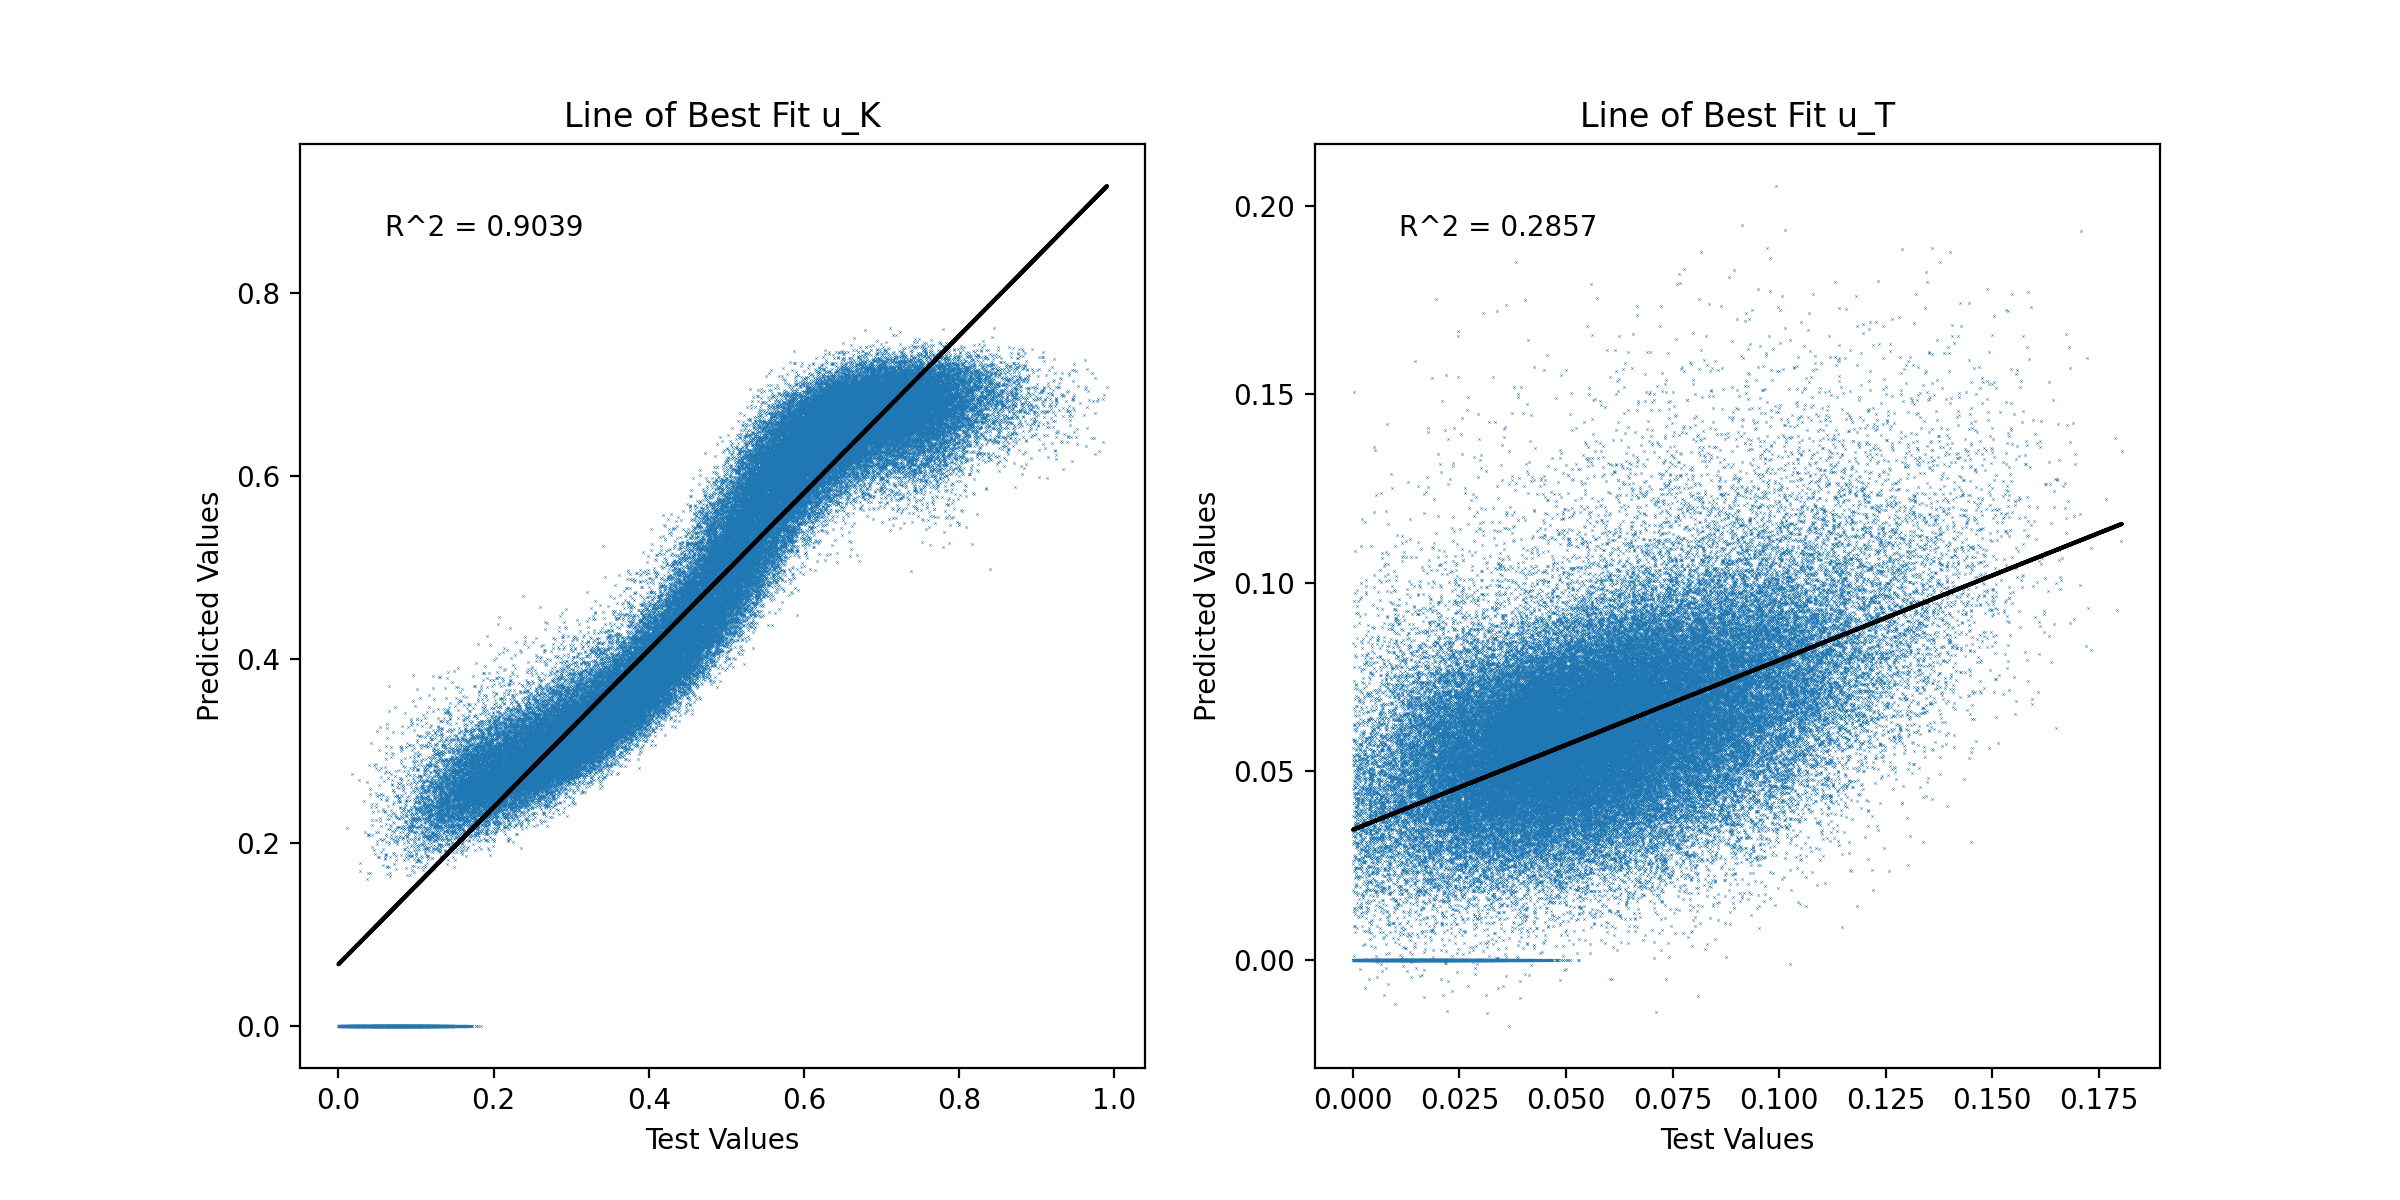 Line of Best Fit u_K
R^2 = 0.9039
Predicted Values
0.8
0.6
0.4
0.2
0.0
0.0 0.2 0.4 0.6 0.8 1.0
Test Values
Line of Best Fit u_T
R^2 = 0.2857
Predicted Values
0.20
0.15
0.10
0.05
0.00
0.000 0.025 0.050 0.075 0.100 0.125 0.150 0.175
Test Values